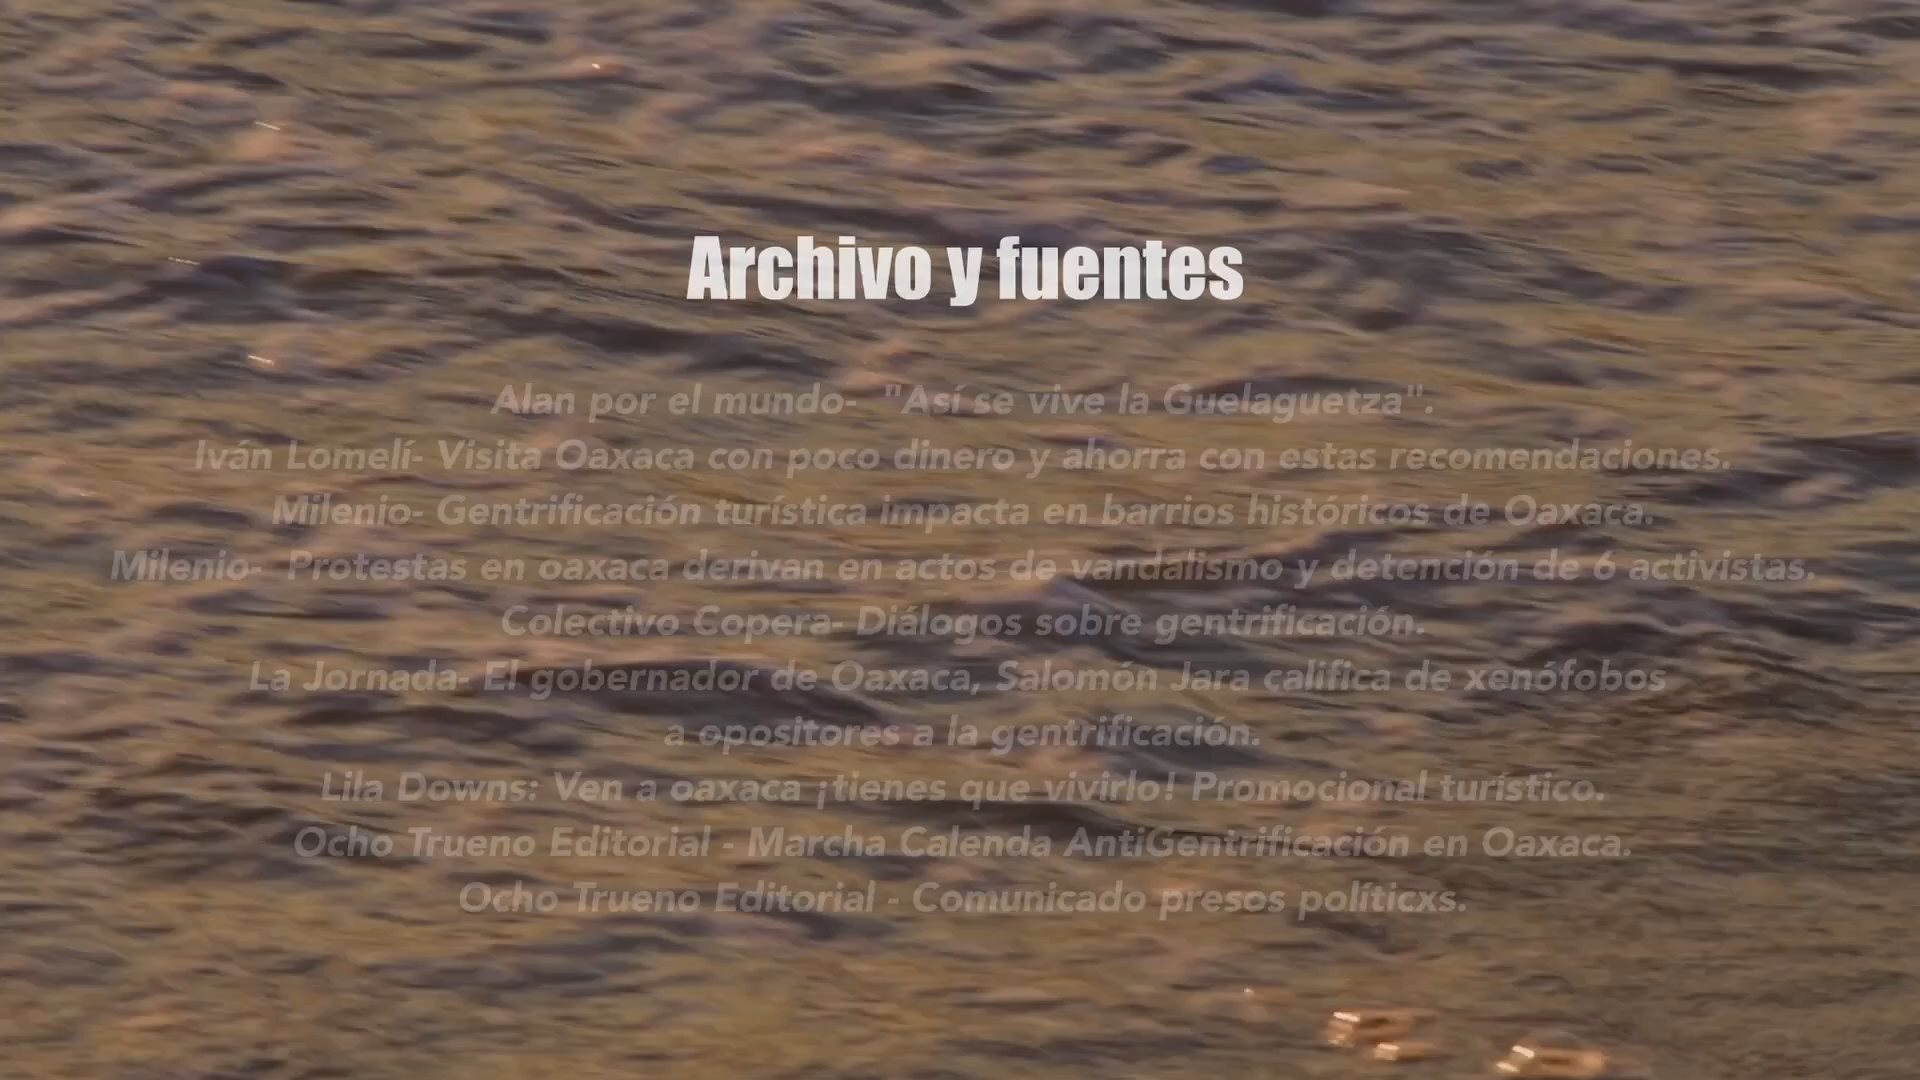 Archivo y fuentes
Alan por el mundo- "Así se vive la Guelaguetza".
Iván Lomelí- Visita Oaxaca con poco dinero y ahorra con estas recomendaciones.
Milenio- Gentrificación turística impacta en barrios históricos de Oaxaca.
Milenio- Protestas en oaxaca derivan en actos de vandalismo y detención de 6 activistas.
Colectivo Copera- Diálogos sobre gentrificación.
La Jornada- El gobernador de Oaxaca, Salomón Jara califica de xenófobos
a opositores a la gentrificación.
Lila Downs: Ven a oaxaca ¡tienes que vivirlo! Promocional turístico.
Ocho Trueno Editorial - Marcha Calenda AntiGentrificación en Oaxaca.
Ocho Trueno Editorial - Comunicado presos políticxs.